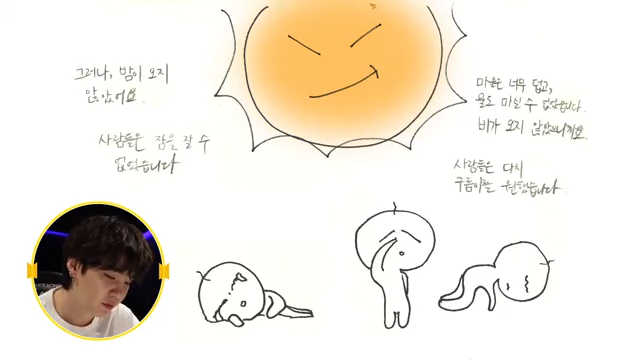 그러나, 밤이 오지
않았어요.
사람들은 잠을 잘 수
없었습니다
마을은 너무 덥고,
물도 마실 수 없었습니다.
비가 오지 않았으니까요.
사람들은 다시
구름이를 원했습니다.